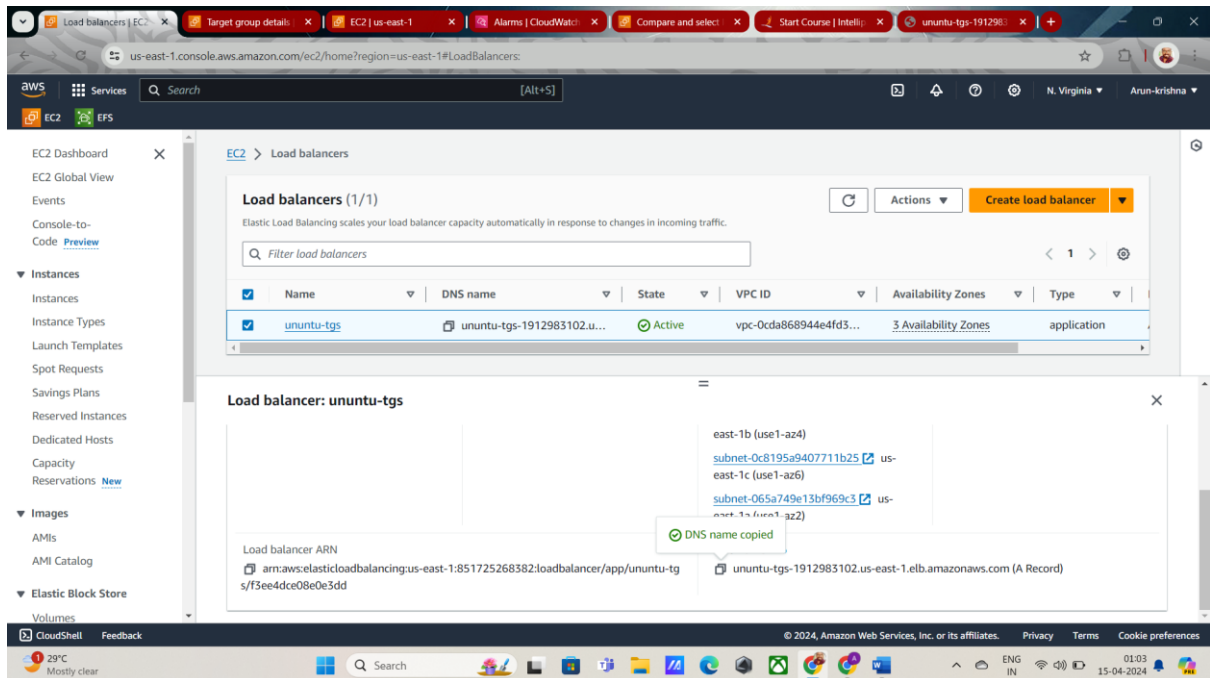 Load balancers | EC2
Target group details |
EC2 | us-east-1
Alarms | CloudWatch
Compare and select
Start Course | Intellip
ununtu-tgs-1912983
us-east-1.console.aws.amazon.com/ec2/home?region=us-east-1#LoadBalancers:
aws
Services
Search
[Alt+S]
N. Virginia
Arun-krishna
EC2
EFS
EC2 Dashboard
EC2 Global View
Events
Console-to-
Code Preview
Instances
Instances
Instance Types
Launch Templates
Spot Requests
Savings Plans
Reserved Instances
Dedicated Hosts
Capacity
Reservations New
Images
AMIs
AMI Catalog
Elastic Block Store
Volumes
EC2 > Load balancers
Load balancers (1/1)
Actions
Create load balancer
Elastic Load Balancing scales your load balancer capacity automatically in response to changes in incoming traffic.
Filter load balancers
1
Name DNS name State VPC ID Availability Zones Type
ununtu-tgs ununtu-tgs-1912983102.u... Active vpc-0cda868944e4fd3... 3 Availability Zones application
Load balancer: ununtu-tgs
east-1b (use1-az4)
subnet-0c8195a9407711b25 us-
east-1c (use1-az6)
subnet-065a749e13bf969c3 us-
east-1a (use1-az2)
DNS name copied
Load balancer ARN
arn:aws:elasticloadbalancing:us-east-1:851725268382:loadbalancer/app/ununtu-tg
s/f3ee4dce08e0e3dd
ununtu-tgs-1912983102.us-east-1.elb.amazonaws.com (A Record)
CloudShell Feedback
© 2024, Amazon Web Services, Inc. or its affiliates. Privacy Terms Cookie preferences
1
29°C
Mostly clear
Search
ENG
IN
01:03
15-04-2024